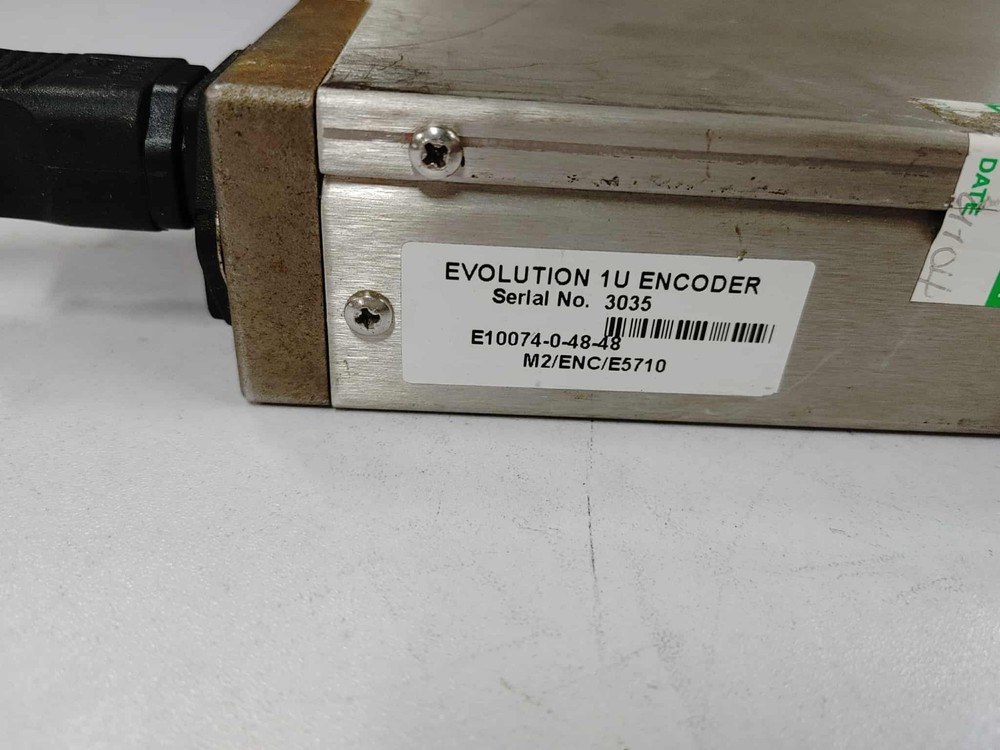 EVOLUTION 1U ENCODER
Serial No. 3035
E10074-0-48-48
M2/ENC/E5710
DATE